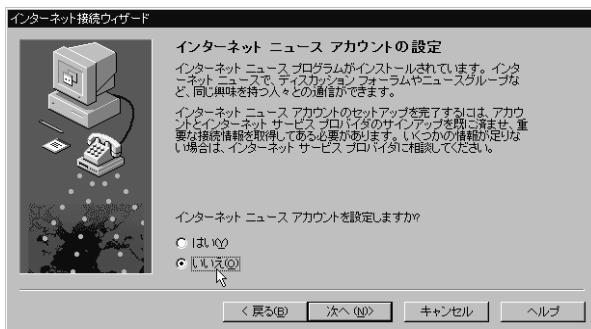 インターネット接続ウィザード
インターネット ニュース アカウントの設定
インターネット ニュース プログラムがインストールされています。インタ
ーネット ニュースで、ディスカッション フォーラムやニュースグループな
ど、同じ興味を持つ人々との通信ができます。
インターネット ニュース アカウントのセットアップを完了するには、アカウ
ントとインターネット サービス プロバイダのサインアップを既に済ませ、重
要な接続情報を取得してある必要があります。いくつかの情報が足りな
い場合は、インターネット サービス プロバイダに相談してください。
インターネット ニュース アカウントを設定しますか?
はい(Y)
いいえ(O)
< 戻る(B) 次へ (N)> キャンセル ヘルプ